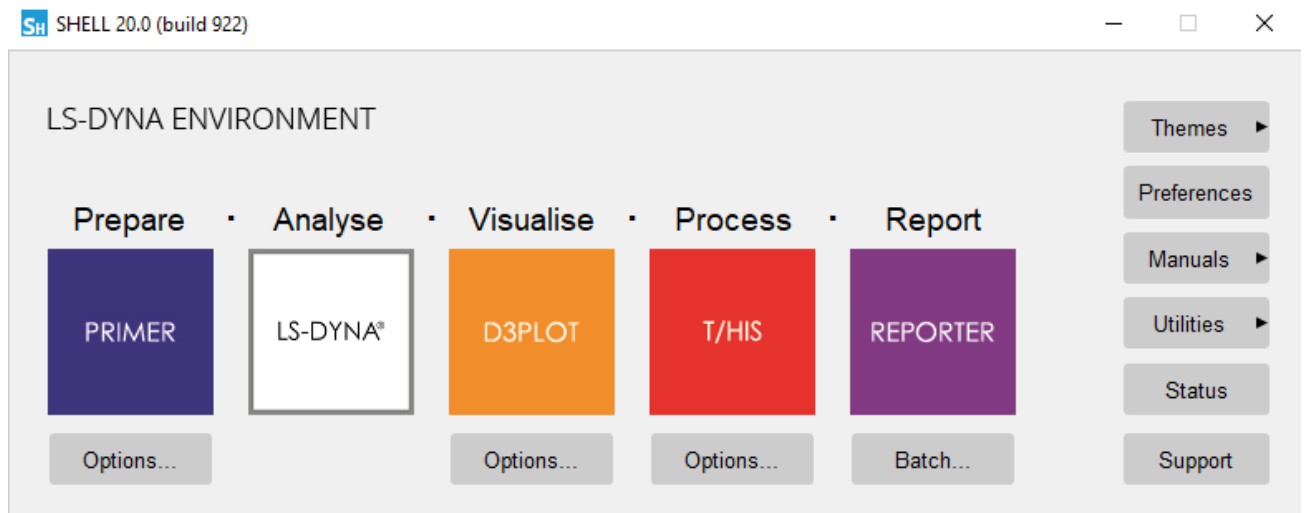 SH SHELL 20.0 (build 922)
LS-DYNA ENVIRONMENT
Themes
Preferences
Prepare · Analyse · Visualise · Process · Report
Manuals
PRIMER LS-DYNA® D3PLOT T/HIS REPORTER
Utilities
Status
Options... Options... Options... Batch... Support